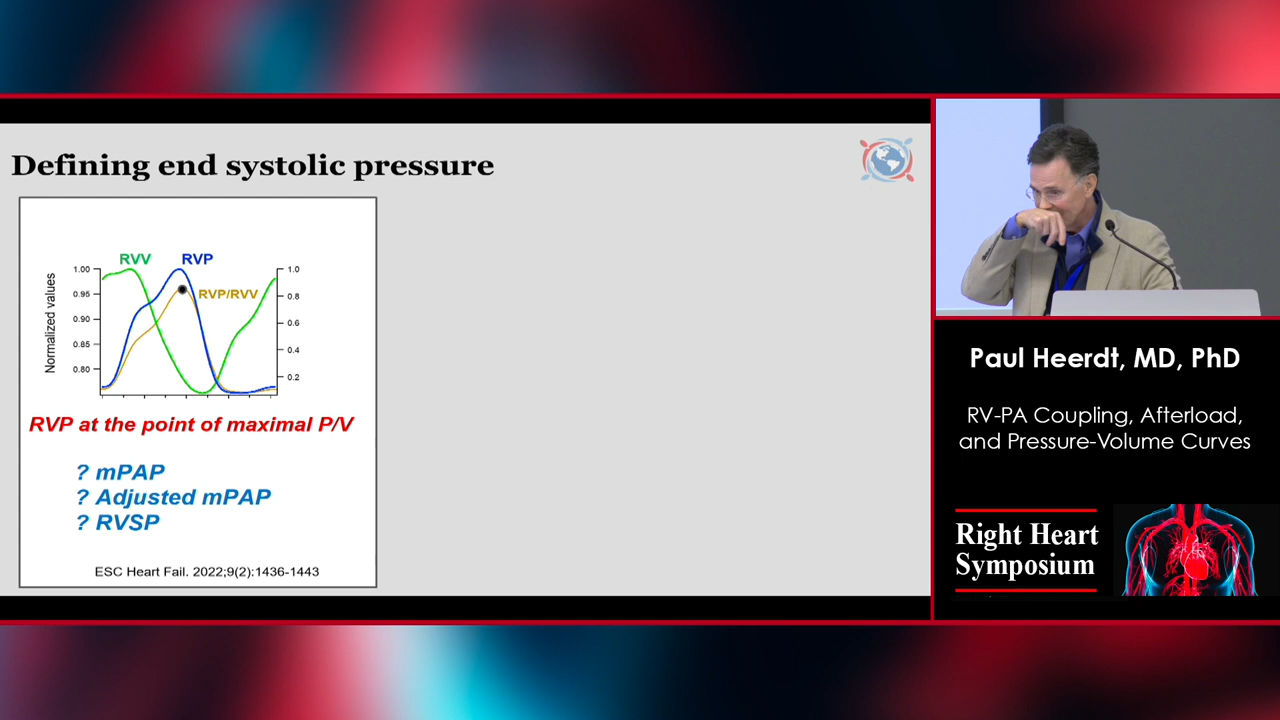 Defining end systolic pressure
RVV
RVP
RVP/RVV
Normalized values
1.00
0.95
0.90
0.85
0.80
1.0
0.8
0.6
0.4
0.2
RVP at the point of maximal P/V
? mPAP
? Adjusted mPAP
? RVSP
ESC Heart Fail. 2022;9(2):1436-1443
Paul Heerdt, MD, PhD
RV-PA Coupling, Afterload,
and Pressure-Volume Curves
Right Heart
Symposium